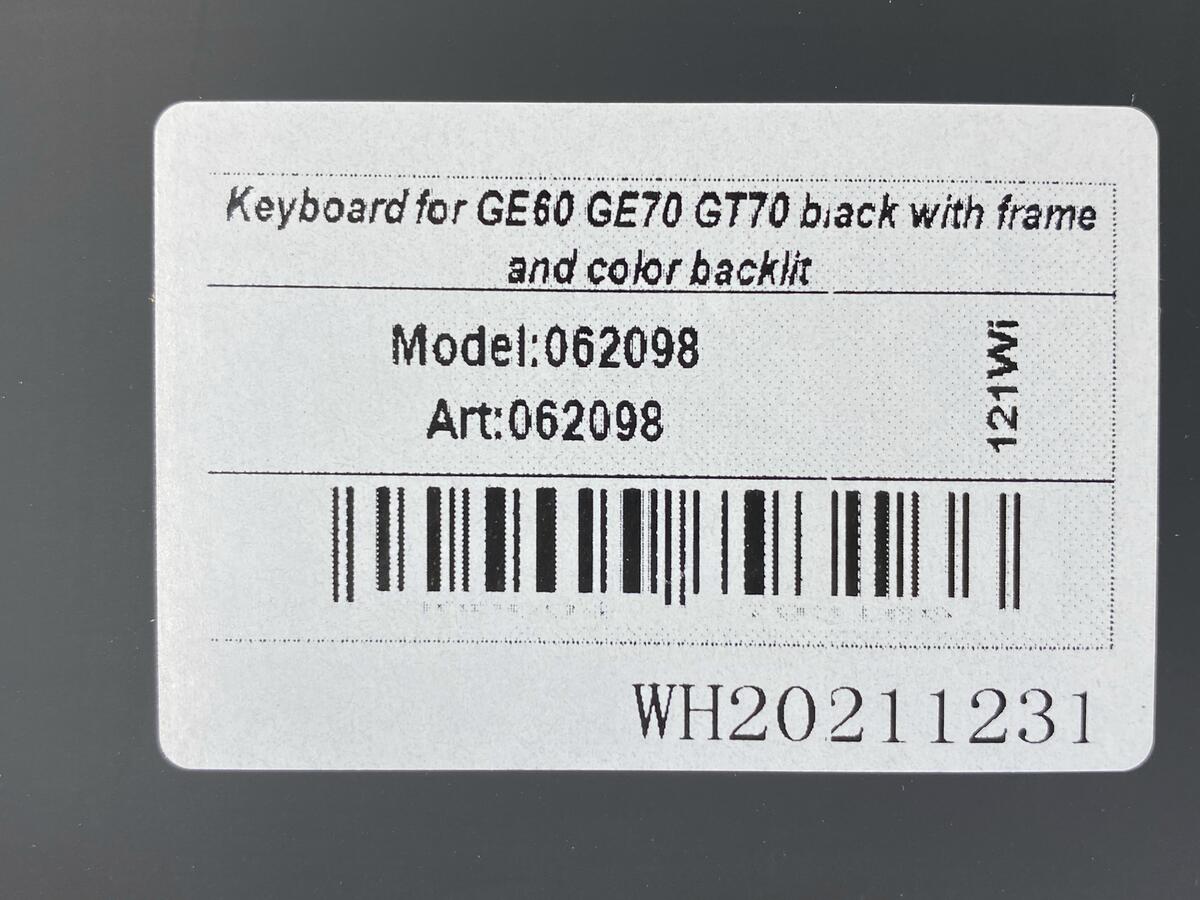 Keyboard for GE60 GE70 GT70 black with frame
and color backlit
Model:062098
Art:062098
121Wi
WH20211231